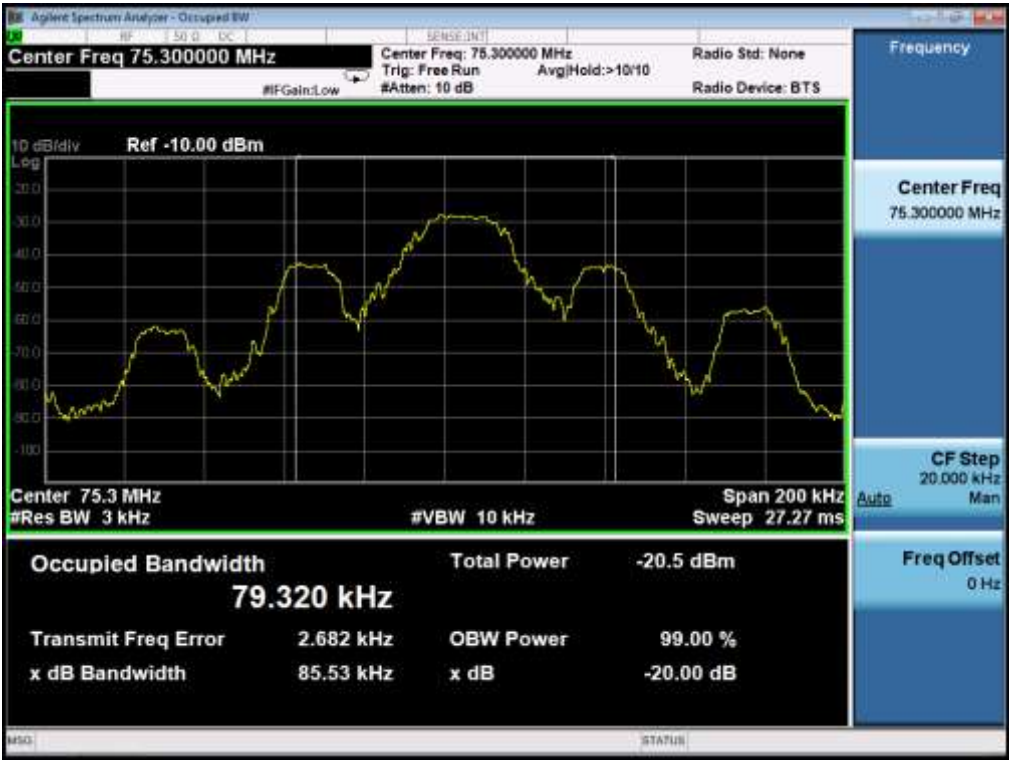 Agilent Spectrum Analyzer - Occupied BW
RF 50 Ω DC SENSE:INT
Center Freq 75.300000 MHz
Center Freq: 75.300000 MHz Radio Std: None
Trig: Free Run Avg|Hold:>10/10
#IFGain:Low #Atten: 10 dB Radio Device: BTS
10 dB/div Ref -10.00 dBm
Log
-20.0
-30.0
-40.0
-50.0
-60.0
-70.0
-80.0
-90.0
-100
Center 75.3 MHz Span 200 kHz
#Res BW 3 kHz #VBW 10 kHz Sweep 27.27 ms
Occupied Bandwidth Total Power -20.5 dBm
79.320 kHz
Transmit Freq Error 2.682 kHz OBW Power 99.00 %
x dB Bandwidth 85.53 kHz x dB -20.00 dB
MSG STATUS
Frequency
Center Freq
75.300000 MHz
CF Step
20.000 kHz
Auto Man
Freq Offset
0 Hz